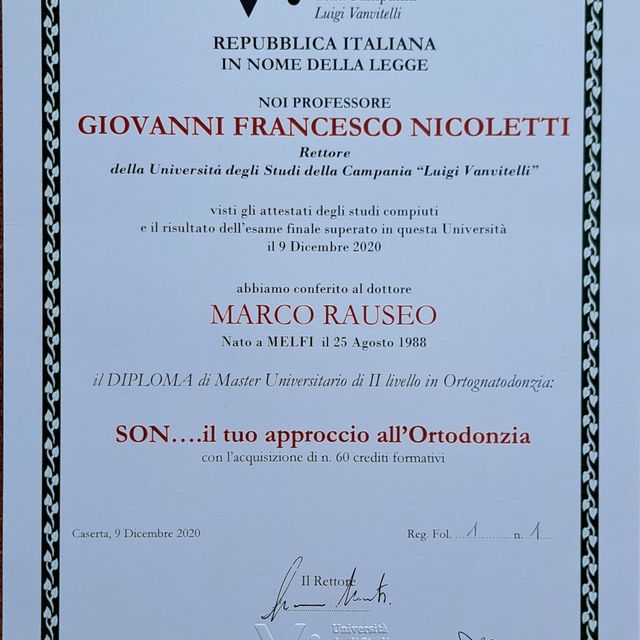 Luigi Vanvitelli
REPUBBLICA ITALIANA
IN NOME DELLA LEGGE
NOI PROFESSORE
GIOVANNI FRANCESCO NICOLETTI
Rettore
della Universitá degli Studi della Campania “Luigi Vanvitelli”
visti gli attestati degli studi compiuti
e il risultato dell’esame finale superato in questa Università
il 9 Dicembre 2020
abbiamo conferito al dottore
MARCO RAUSEO
Nato a MELFI il 25 Agosto 1988
il DIPLOMA di Master Universitario di II livello in Ortognatodonzia:
SON….il tuo approccio all’Ortodonzia
con l’acquisizione di n. 60 crediti formativi
Caserta, 9 Dicembre 2020 Reg. Fol. ....1........... n. 1....
Il Rettore
Università